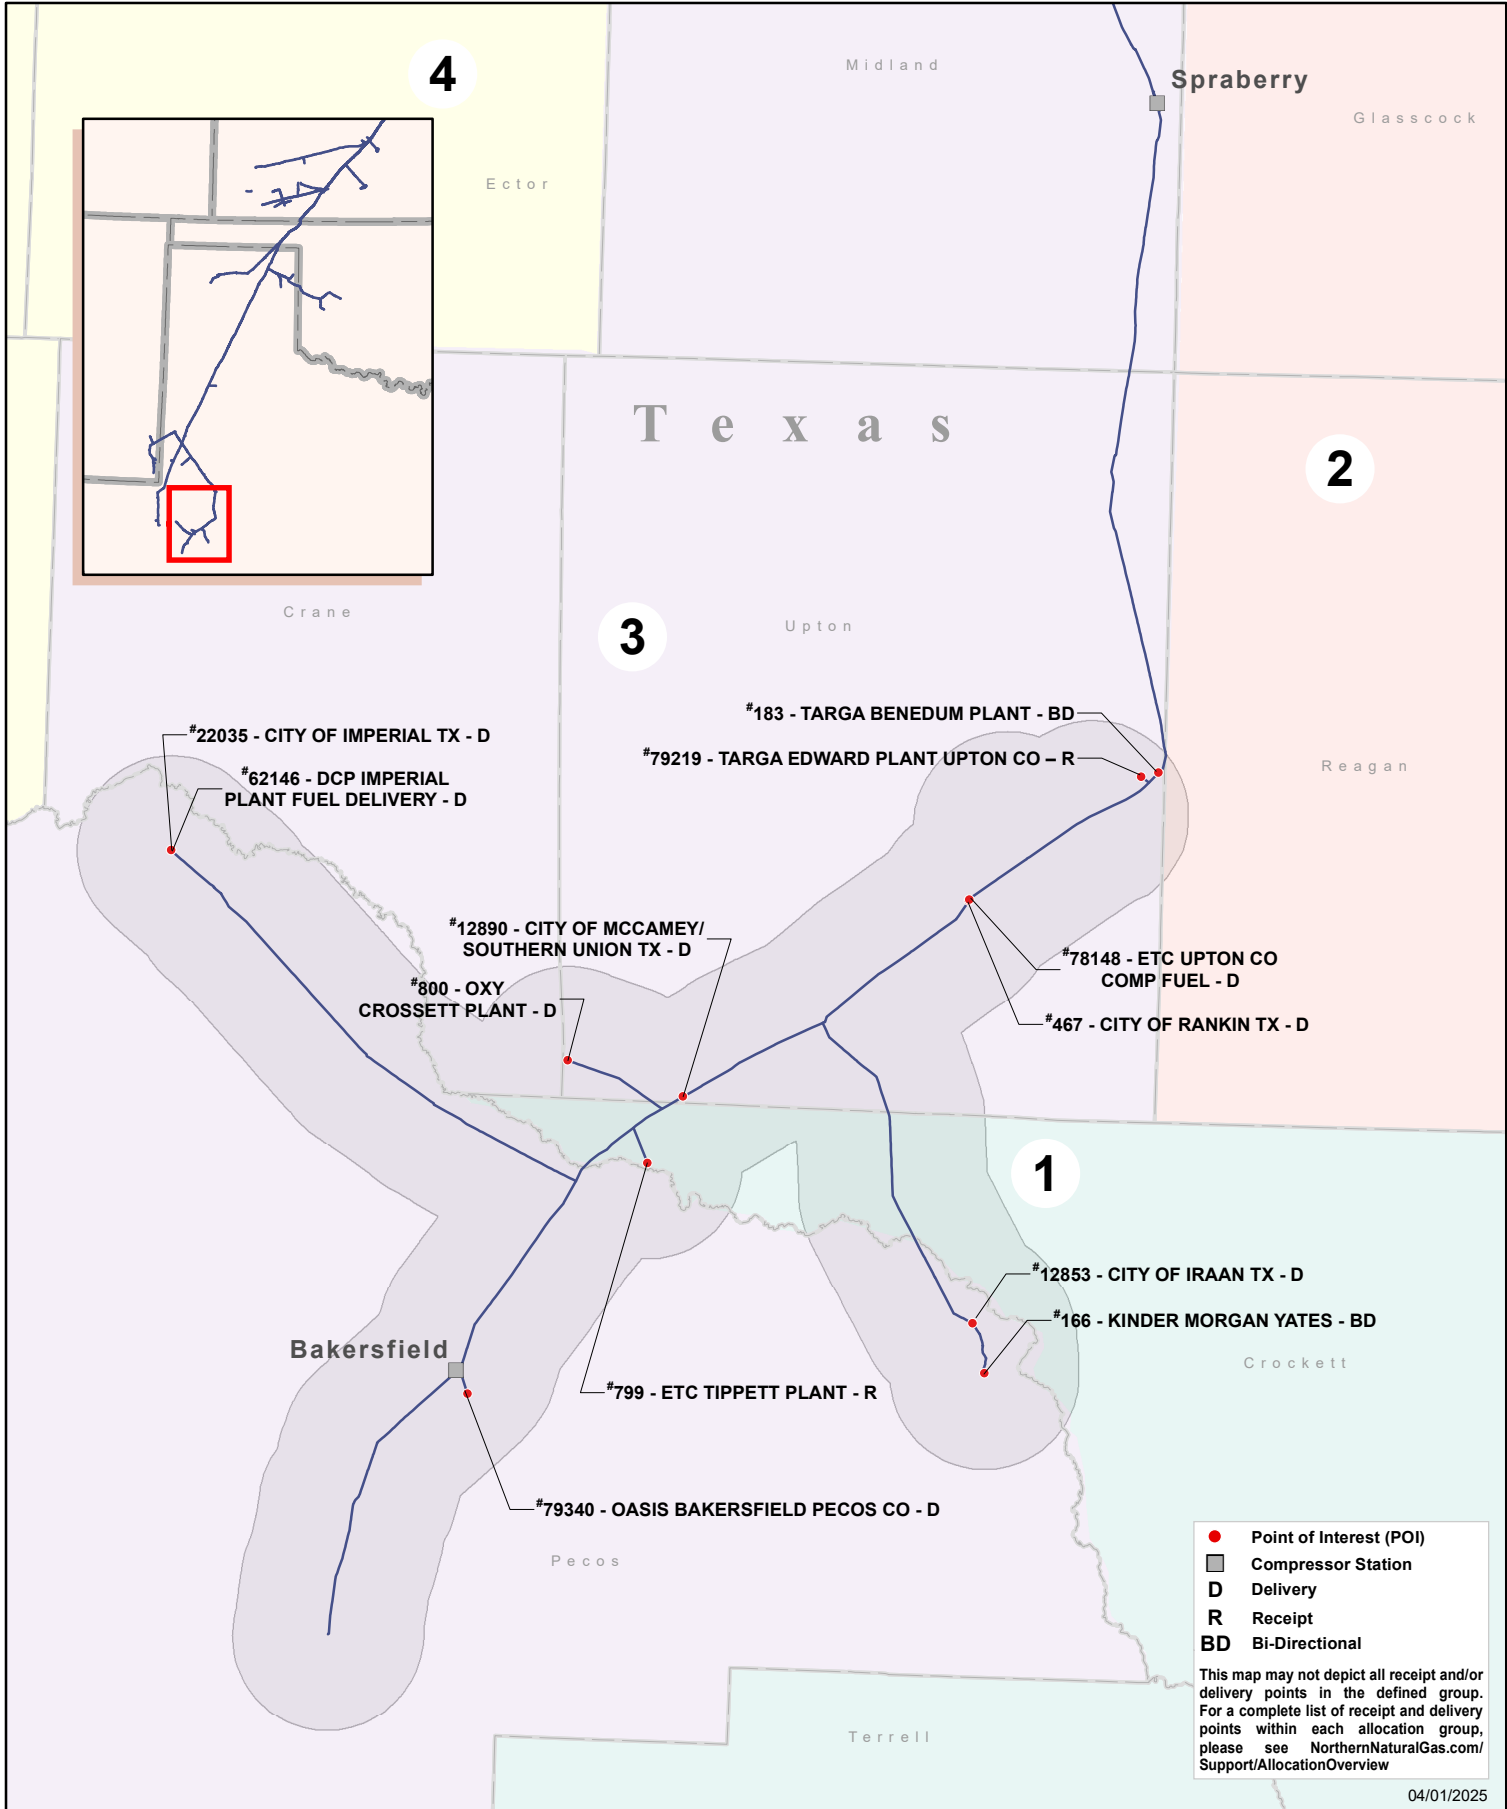 4
Midland
Spraberry
Glasscock
Ector
Texas
2
Crane
3
Upton
#183 - TARGA BENEDUM PLANT - BD
#22035 - CITY OF IMPERIAL TX - D
#79219 - TARGA EDWARD PLANT UPTON CO – R
Reagan
#62146 - DCP IMPERIAL
PLANT FUEL DELIVERY - D
#12890 - CITY OF MCCAMEY/
SOUTHERN UNION TX - D
#78148 - ETC UPTON CO
COMP FUEL - D
#800 - OXY
CROSSETT PLANT - D
#467 - CITY OF RANKIN TX - D
1
#12853 - CITY OF IRAAN TX - D
#166 - KINDER MORGAN YATES - BD
Bakersfield
Crockett
#799 - ETC TIPPETT PLANT - R
#79340 - OASIS BAKERSFIELD PECOS CO - D
Pecos
Point of Interest (POI)
Compressor Station
D Delivery
R Receipt
BD Bi-Directional
This map may not depict all receipt and/or
delivery points in the defined group.
For a complete list of receipt and delivery
points within each allocation group,
please see NorthernNaturalGas.com/
Support/AllocationOverview
Terrell
04/01/2025